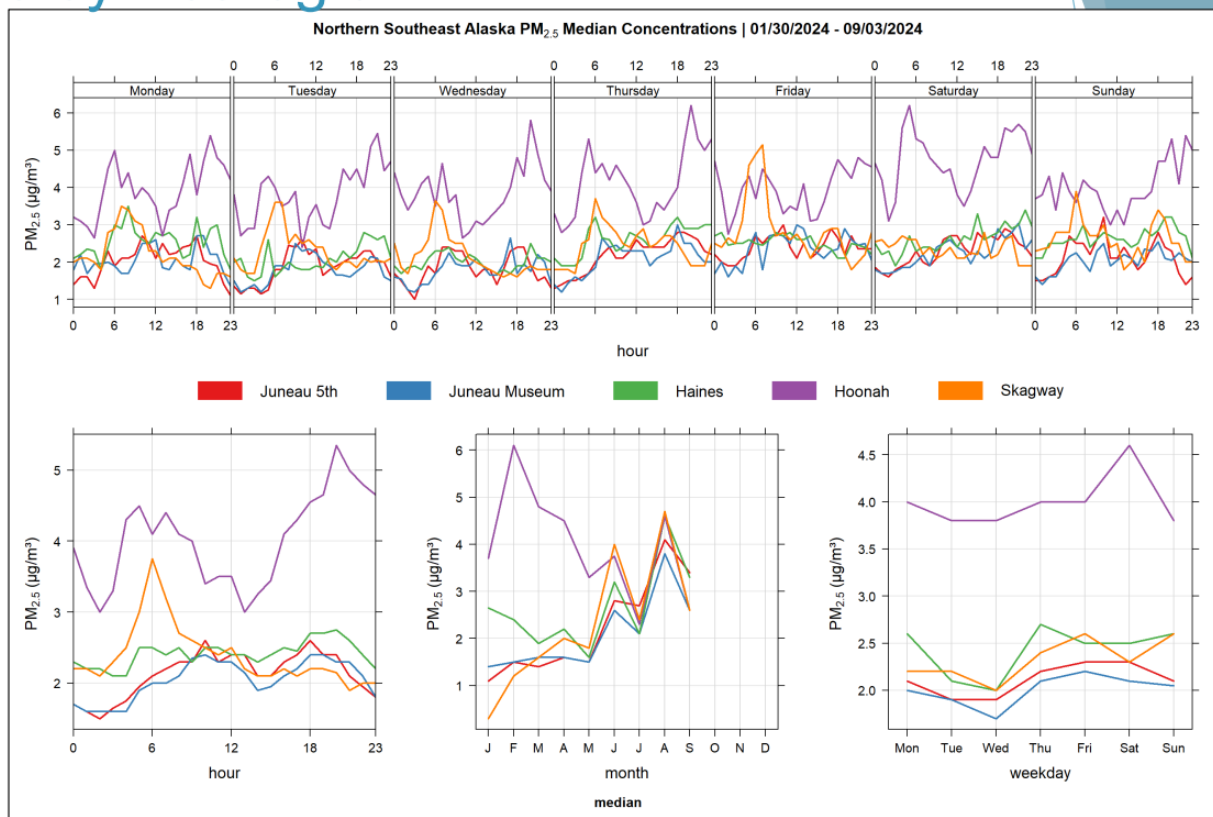 Northern Southeast Alaska PM2.5 Median Concentrations | 01/30/2024 - 09/03/2024
0 6 12 18 23 0 6 12 18 23 0 6 12 18 23
Monday Tuesday Wednesday Thursday Friday Saturday Sunday
6
5
4
3
2
1
PM2.5 (µg/m³)
0 6 12 18 23 0 6 12 18 23 0 6 12 18 23 0 6 12 18 23
hour
Juneau 5th Juneau Museum Haines Hoonah Skagway
5
4
3
2
PM2.5 (µg/m³)
0 6 12 18 23
hour
6
5
4
3
2
1
PM2.5 (µg/m³)
J F M A M J J A S O N D
month
4.5
4.0
3.5
3.0
2.5
2.0
PM2.5 (µg/m³)
Mon Tue Wed Thu Fri Sat Sun
weekday
median